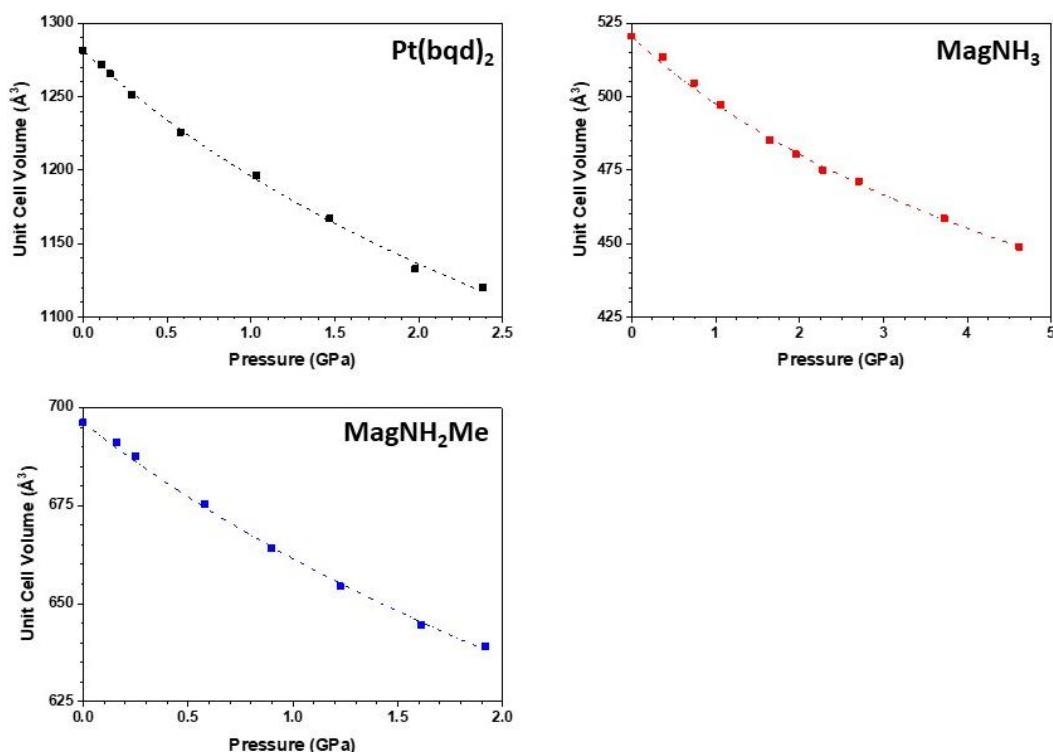 Pt(bqd)₂
Unit Cell Volume (Å³)
1300
1250
1200
1150
1100
0.0 0.5 1.0 1.5 2.0 2.5
Pressure (GPa)
MagNH₃
Unit Cell Volume (Å³)
525
500
475
450
425
0 1 2 3 4 5
Pressure (GPa)
MagNH₂Me
Unit Cell Volume (Å³)
700
675
650
625
0.0 0.5 1.0 1.5 2.0
Pressure (GPa)